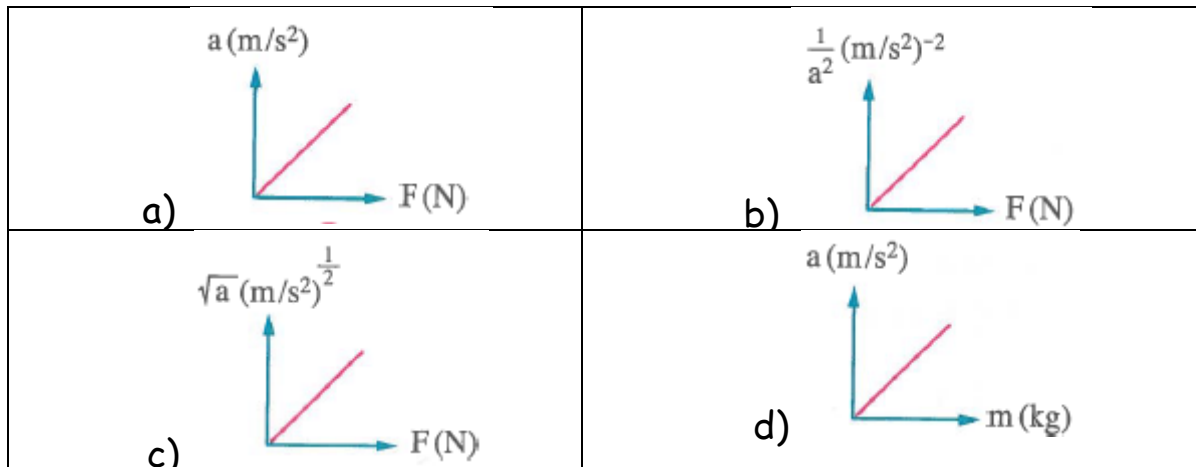 a (m/s²)
F (N)
a)
1/a² (m/s²)⁻²
F (N)
b)
√a (m/s²)^1/2
F (N)
c)
a (m/s²)
m (kg)
d)